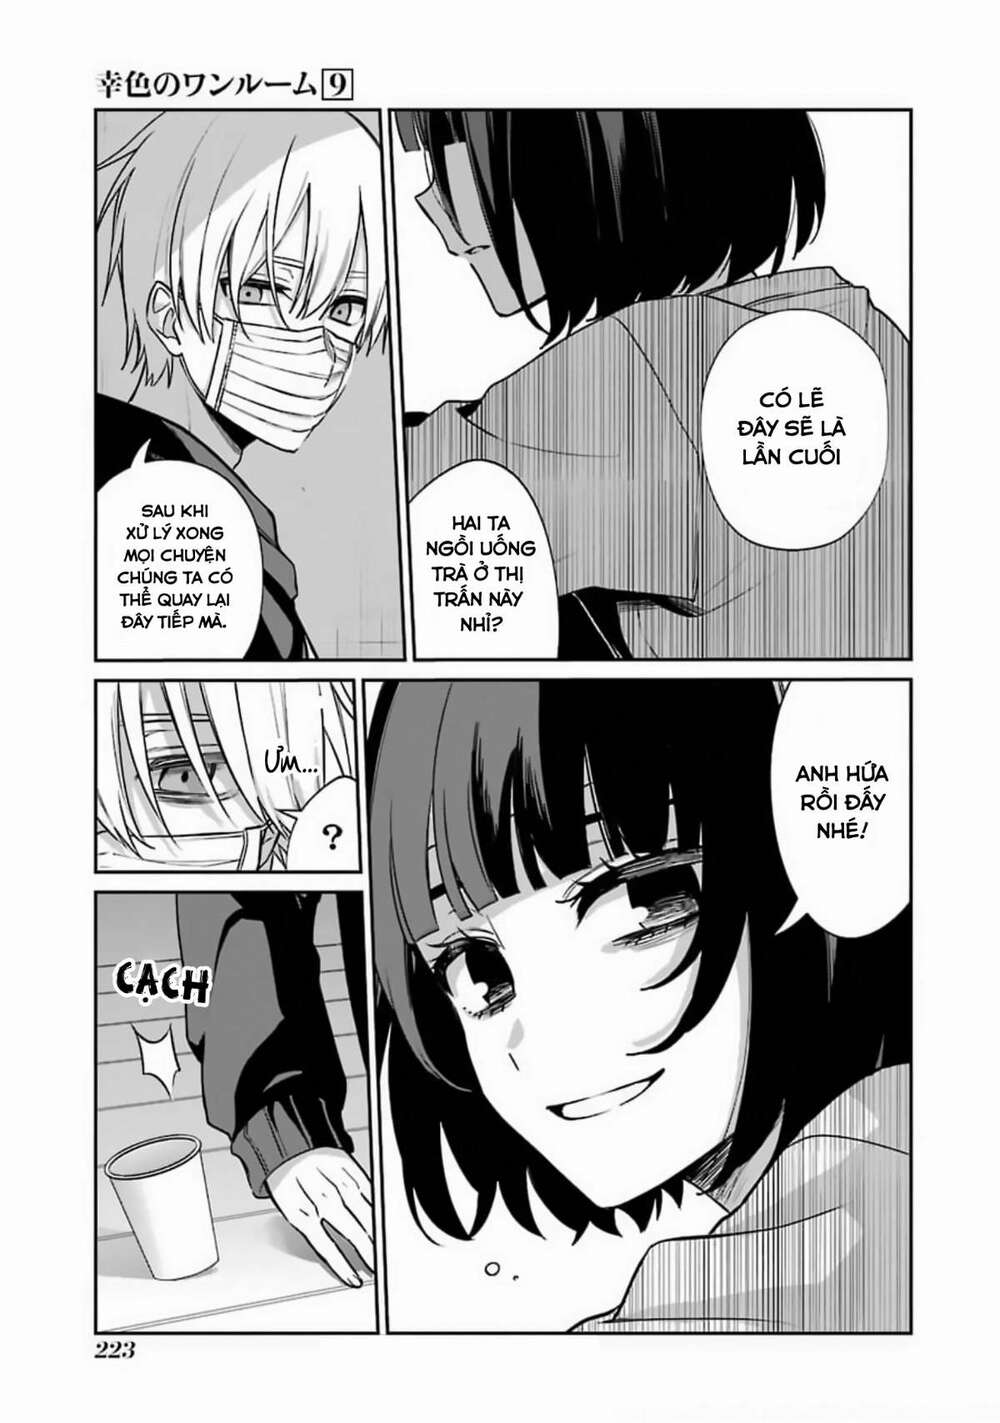 幸色のワンルーム 9
CÓ LẼ
ĐÂY SẼ LÀ
LẦN CUỐI
HAI TA
NGỒI UỐNG
TRÀ Ở THỊ
TRẤN NÀY
NHỈ?
SAU KHI
XỬ LÝ XONG
MỌI CHUYỆN
CHÚNG TA CÓ
THỂ QUAY LẠI
ĐÂY TIẾP MÀ.
ANH HỨA
RỒI ĐẤY
NHÉ!
ƯM...
?
CẠCH
223